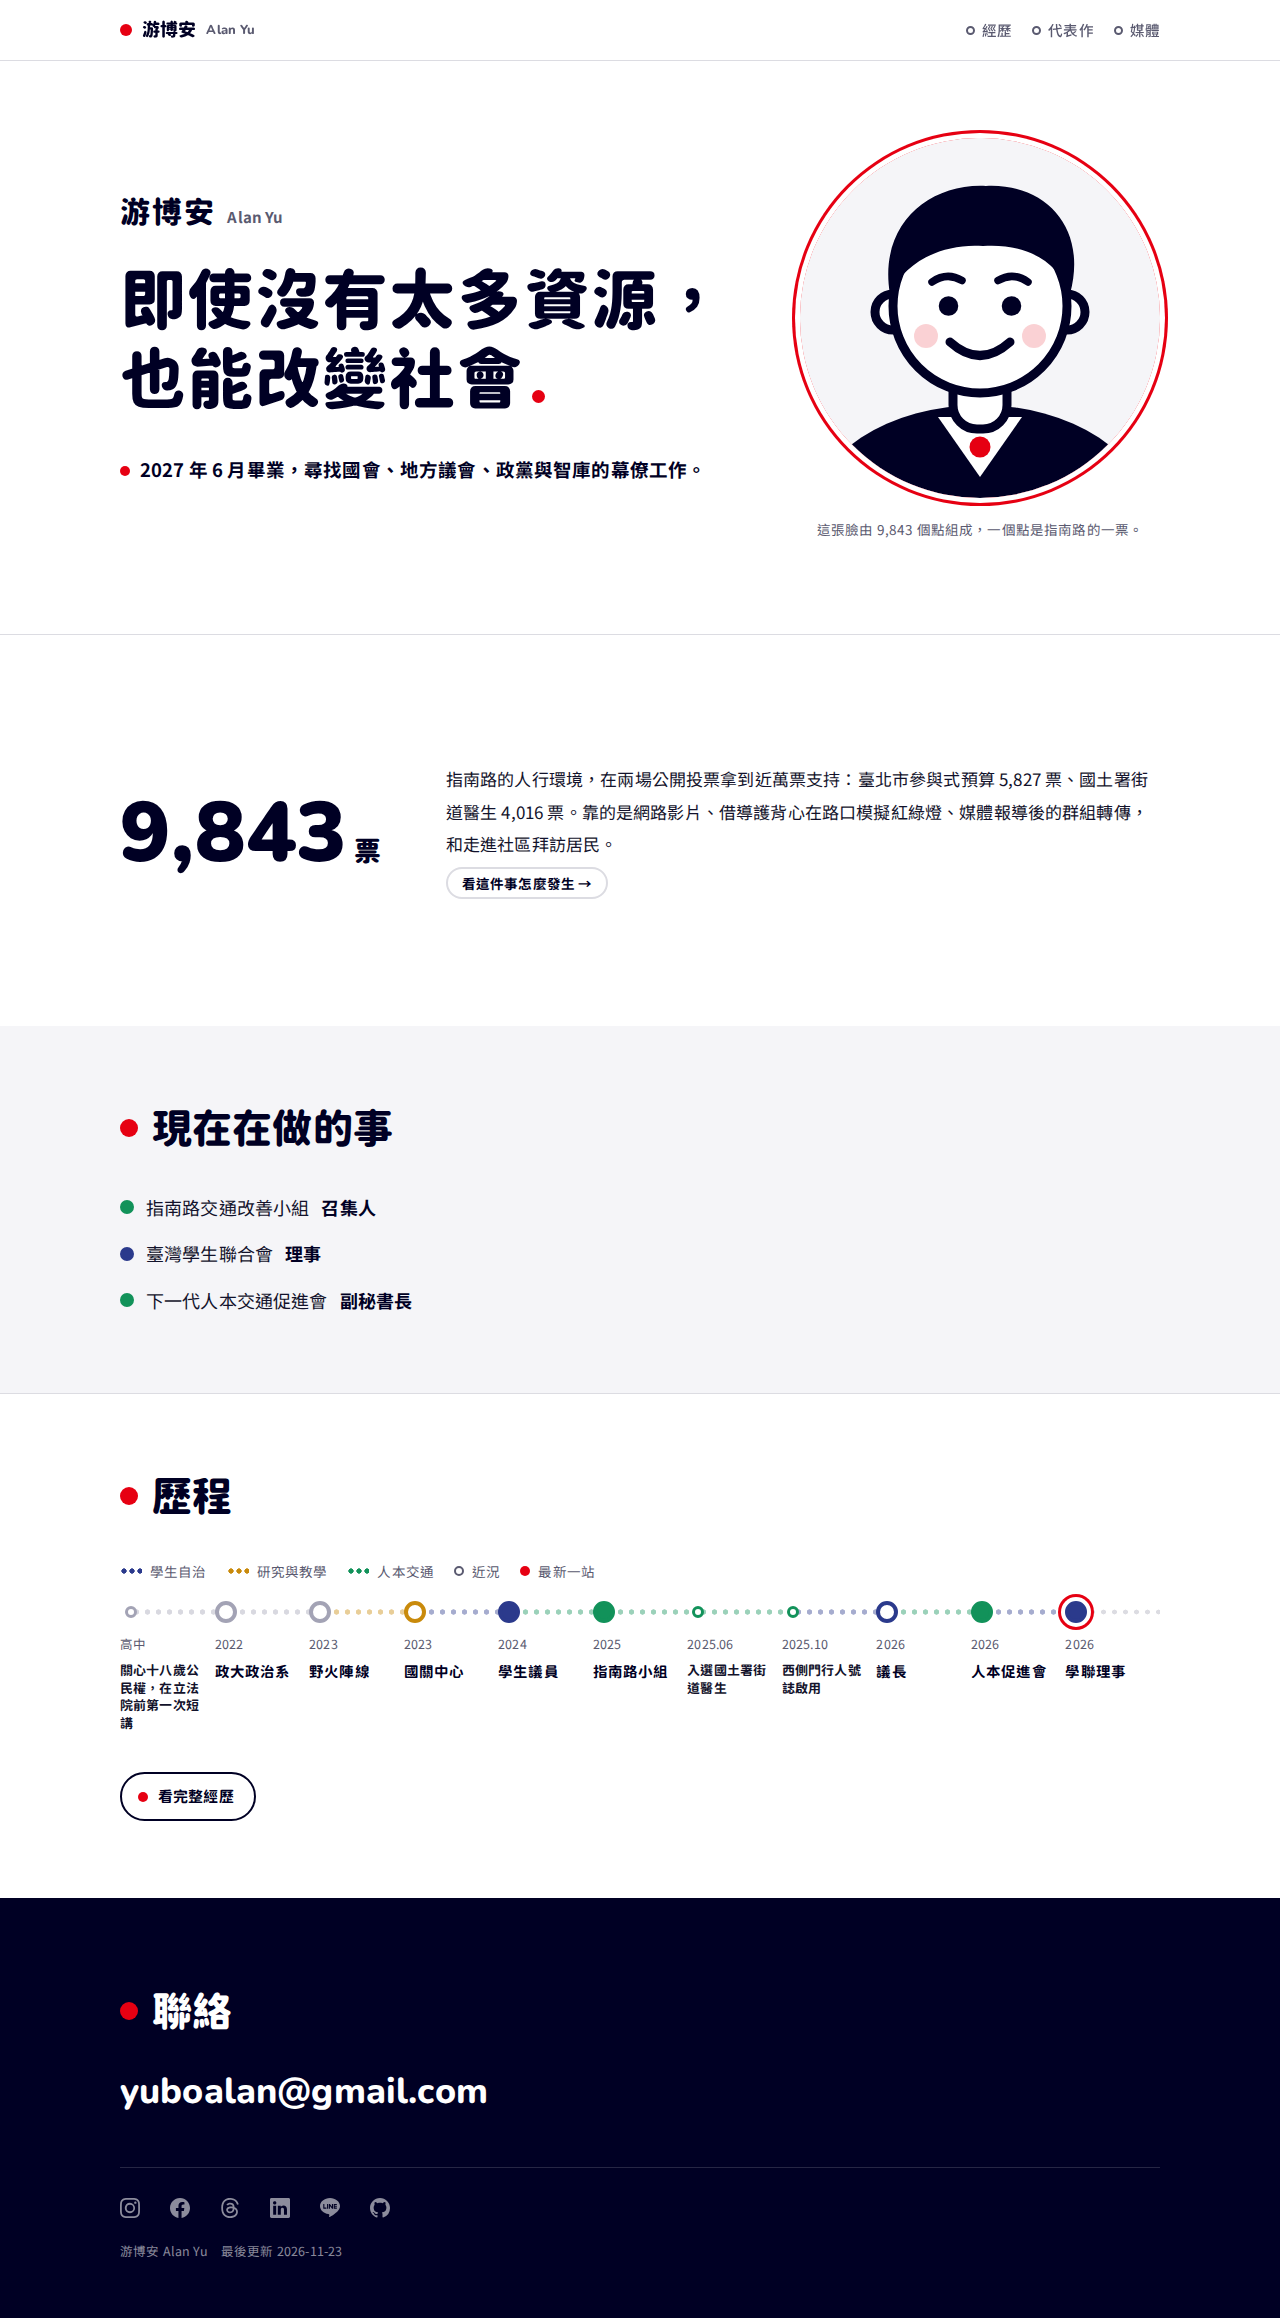 游博安 Alan Yu
經歷 代表作 媒體
游博安 Alan Yu
即使沒有太多資源，
也能改變社會.
2027 年 6 月畢業，尋找國會、地方議會、政黨與智庫的幕僚工作。
這張臉由 9,843 個點組成，一個點是指南路的一票。
9,843 票
指南路的人行環境，在兩場公開投票拿到近萬票支持：臺北市參與式預算 5,827 票、國土署街
道醫生 4,016 票。靠的是網路影片、借導護背心在路口模擬紅綠燈、媒體報導後的群組轉傳，
和走進社區拜訪居民。
看這件事怎麼發生 →
現在在做的事
指南路交通改善小組 召集人
臺灣學生聯合會 理事
下一代人本交通促進會 副秘書長
歷程
學生自治 研究與教學 人本交通 近況 最新一站
高中
關心十八歲公
民權，在立法
院前第一次短
講
2022
政大政治系
2023
野火陣線
2023
國關中心
2024
學生議員
2025
指南路小組
2025.06
入選國土署街
道醫生
2025.10
西側門行人號
誌啟用
2026
議長
2026
人本促進會
2026
學聯理事
看完整經歷
聯絡
yuboalan@gmail.com
LINE
游博安 Alan Yu 最後更新 2026-11-23